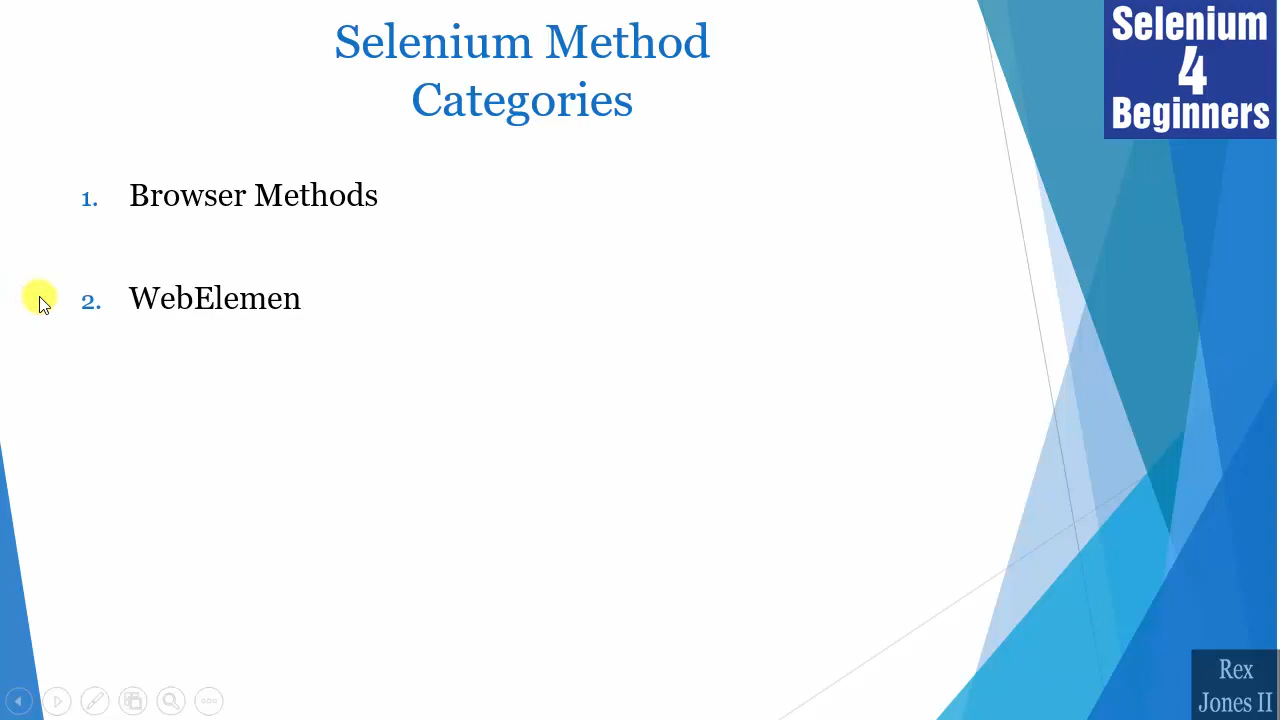 Selenium Method
Categories
Selenium
4
Beginners
1. Browser Methods
2. WebElemen
Rex
Jones II